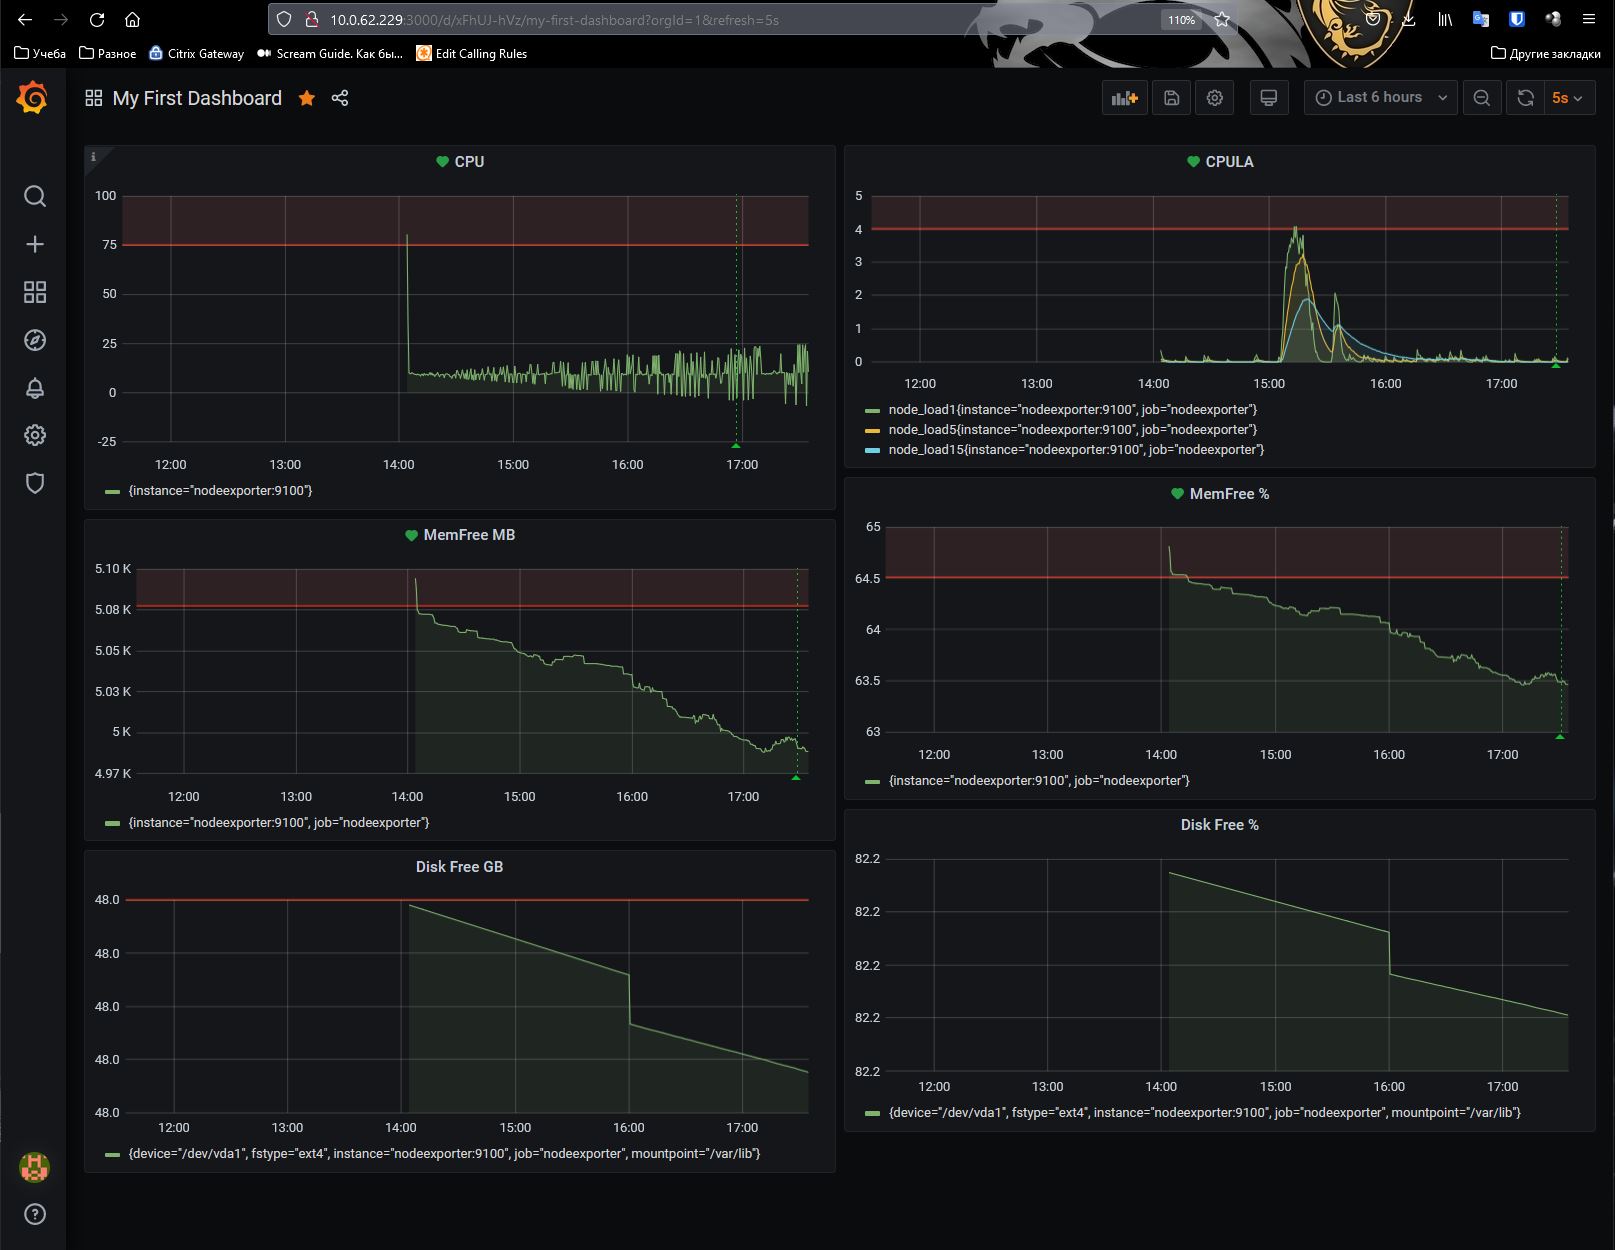 10.0.62.229:3000/d/xFhUJ-hVz/my-first-dashboard?orgId=1&refresh=5s
110%
Учеба
Разное
Citrix Gateway
Scream Guide. Как бы...
Edit Calling Rules
Другие закладки
My First Dashboard
Last 6 hours
5s
CPU
100
75
50
25
0
-25
12:00 13:00 14:00 15:00 16:00 17:00
{instance="nodeexporter:9100"}
CPULA
5
4
3
2
1
0
12:00 13:00 14:00 15:00 16:00 17:00
node_load1{instance="nodeexporter:9100", job="nodeexporter"}
node_load5{instance="nodeexporter:9100", job="nodeexporter"}
node_load15{instance="nodeexporter:9100", job="nodeexporter"}
MemFree MB
5.10 K
5.08 K
5.05 K
5.03 K
5 K
4.97 K
12:00 13:00 14:00 15:00 16:00 17:00
{instance="nodeexporter:9100", job="nodeexporter"}
MemFree %
65
64.5
64
63.5
63
12:00 13:00 14:00 15:00 16:00 17:00
{instance="nodeexporter:9100", job="nodeexporter"}
Disk Free GB
48.0
48.0
48.0
48.0
48.0
12:00 13:00 14:00 15:00 16:00 17:00
{device="/dev/vda1", fstype="ext4", instance="nodeexporter:9100", job="nodeexporter", mountpoint="/var/lib"}
Disk Free %
82.2
82.2
82.2
82.2
82.2
12:00 13:00 14:00 15:00 16:00 17:00
{device="/dev/vda1", fstype="ext4", instance="nodeexporter:9100", job="nodeexporter", mountpoint="/var/lib"}